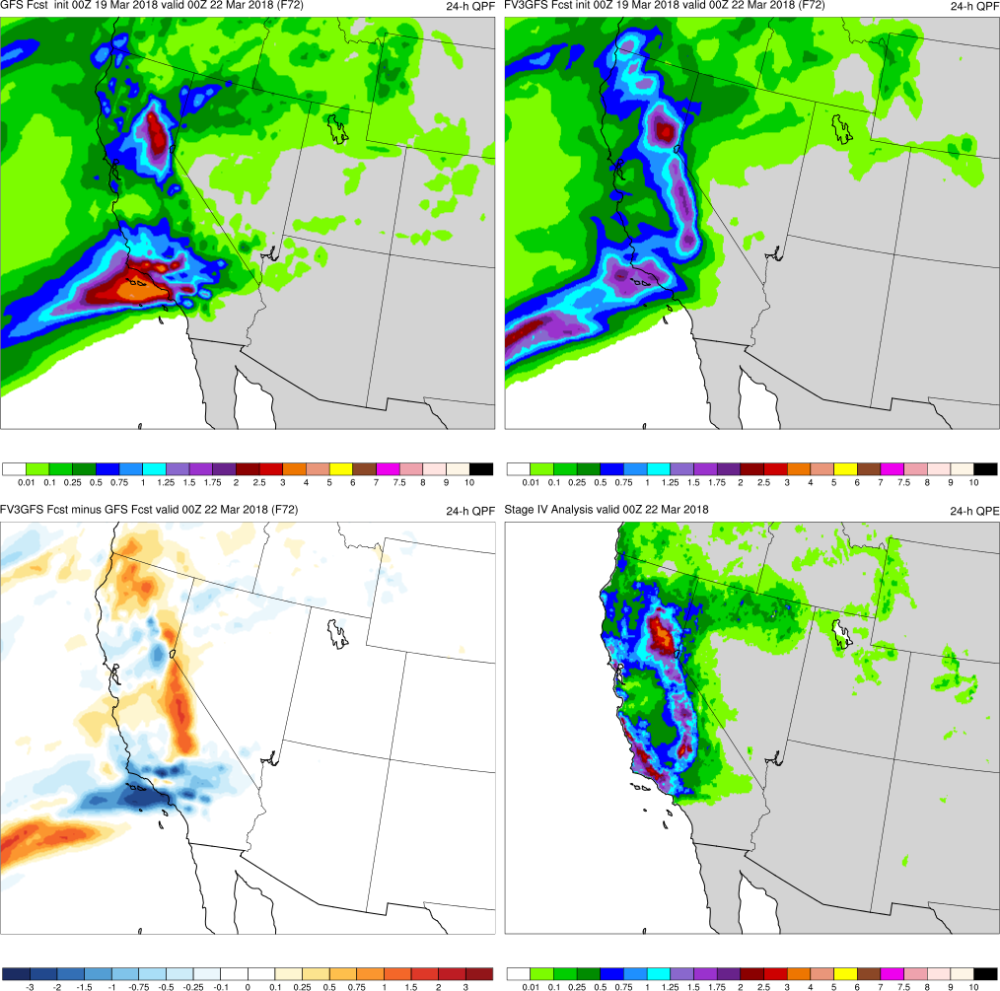 GFS Fcst init 00Z 19 Mar 2018 valid 00Z 22 Mar 2018 (F72) 24-h QPF
FV3GFS Fcst init 00Z 19 Mar 2018 valid 00Z 22 Mar 2018 (F72) 24-h QPF
0.01 0.1 0.25 0.5 0.75 1 1.25 1.5 1.75 2 2.5 3 4 5 6 7 7.5 8 9 10
0.01 0.1 0.25 0.5 0.75 1 1.25 1.5 1.75 2 2.5 3 4 5 6 7 7.5 8 9 10
FV3GFS Fcst minus GFS Fcst valid 00Z 22 Mar 2018 (F72)
Stage IV Analysis valid 00Z 22 Mar 2018 24-h QPE
-3 -2 -1.5 -1 -0.75 -0.5 -0.25 -0.1 0 0.1 0.25 0.5 0.75 1 1.5 2 3
0.01 0.1 0.25 0.5 0.75 1 1.25 1.5 1.75 2 2.5 3 4 5 6 7 7.5 8 9 10